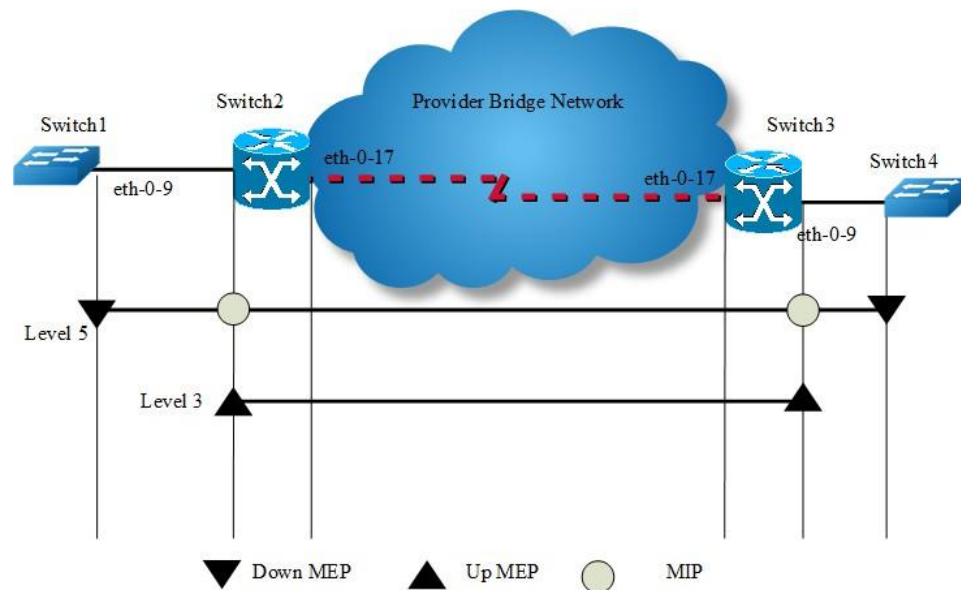 Provider Bridge Network
Switch2
Switch1
Switch3
eth-0-17
Switch4
eth-0-17
eth-0-9
eth-0-9
Level 5
Level 3
Down MEP
Up MEP
MIP